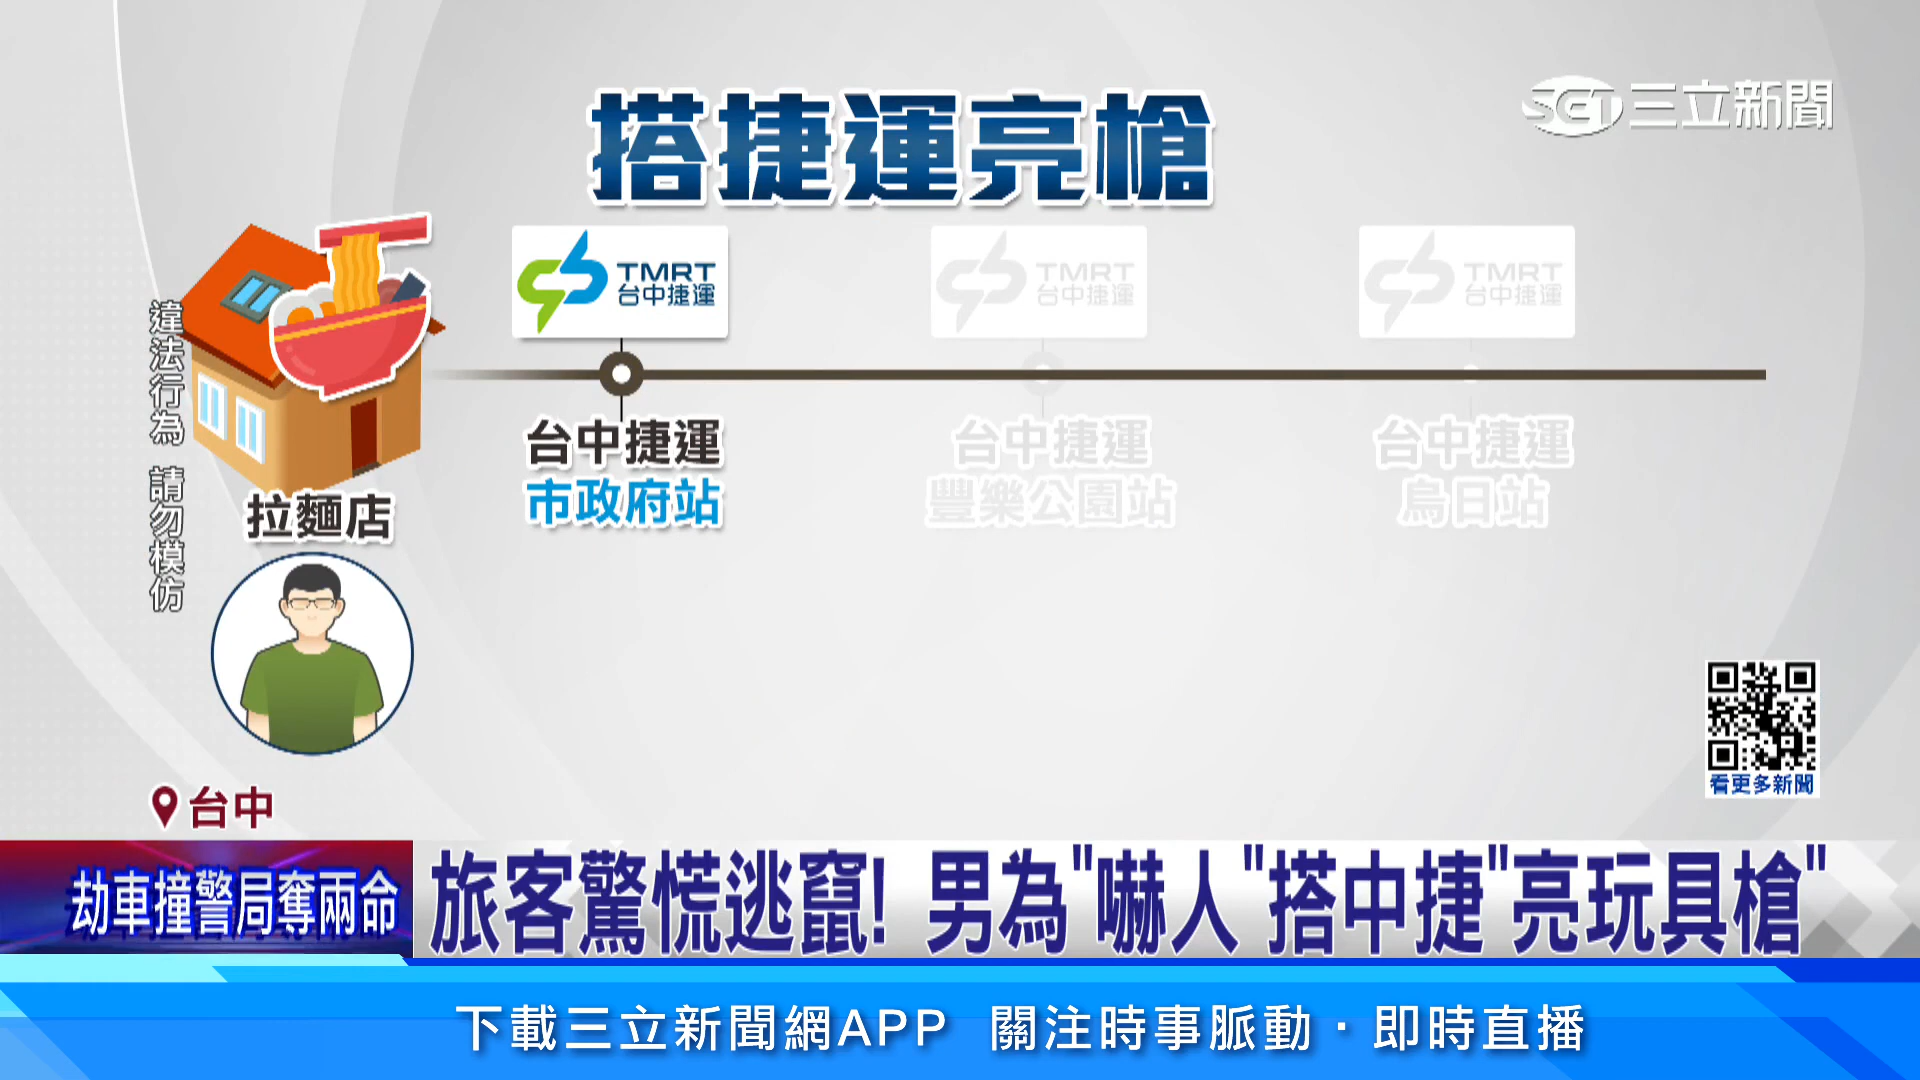 搭捷運亮槍
SET三立新聞
TMRT
台中捷運
TMRT
台中捷運
TMRT
台中捷運
違法行為 請勿模仿
台中捷運
市政府站
台中捷運
豐樂公園站
台中捷運
烏日站
拉麵店
看更多新聞
台中
劫車撞警局奪兩命
旅客驚慌逃竄! 男為"嚇人"搭中捷"亮玩具槍"
下載三立新聞網APP 關注時事脈動·即時直播